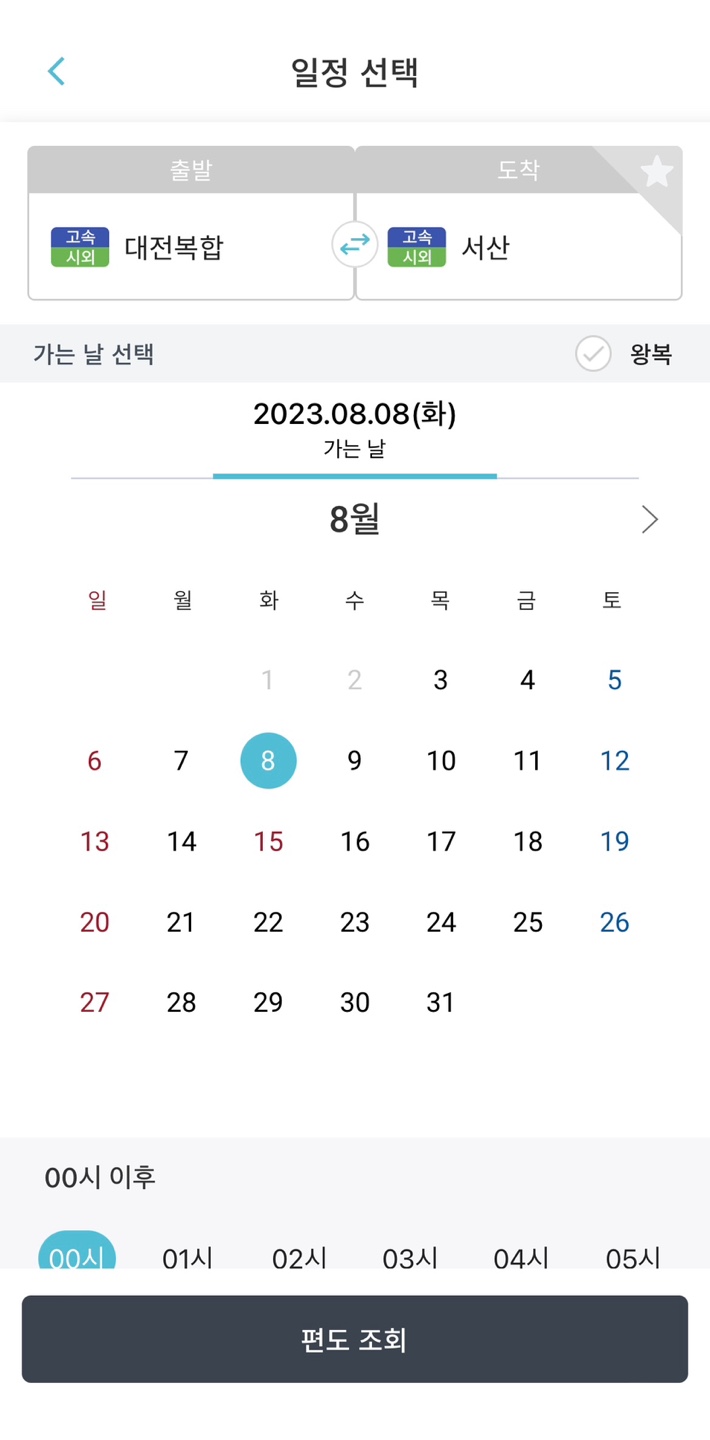 일정 선택
출발 도착
고속 시외 대전복합 고속 시외 서산
가는 날 선택 왕복
2023.08.08(화)
가는 날
8월
일 월 화 수 목 금 토
1 2 3 4 5
6 7 8 9 10 11 12
13 14 15 16 17 18 19
20 21 22 23 24 25 26
27 28 29 30 31
00시 이후
00시 01시 02시 03시 04시 05시
편도 조회